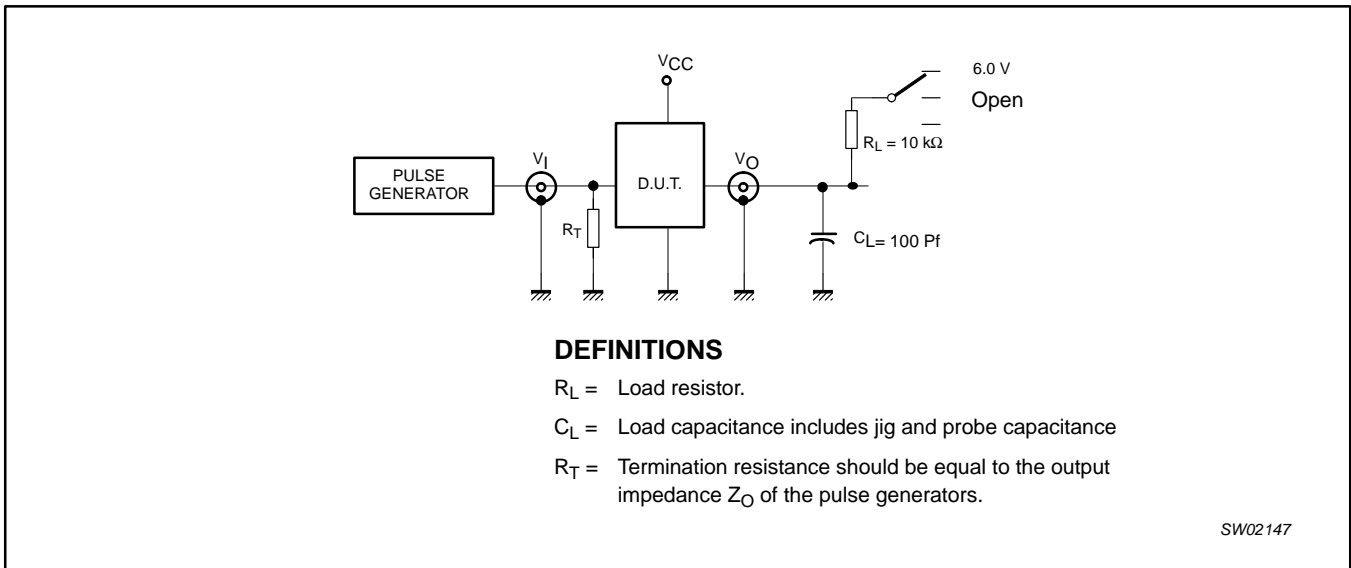 VCC
6.0 V
Open
RL = 10 kΩ
PULSE
GENERATOR
VI
RT
D.U.T.
VO
CL= 100 Pf
DEFINITIONS
RL = Load resistor.
CL = Load capacitance includes jig and probe capacitance
RT = Termination resistance should be equal to the output
impedance ZO of the pulse generators.
SW02147